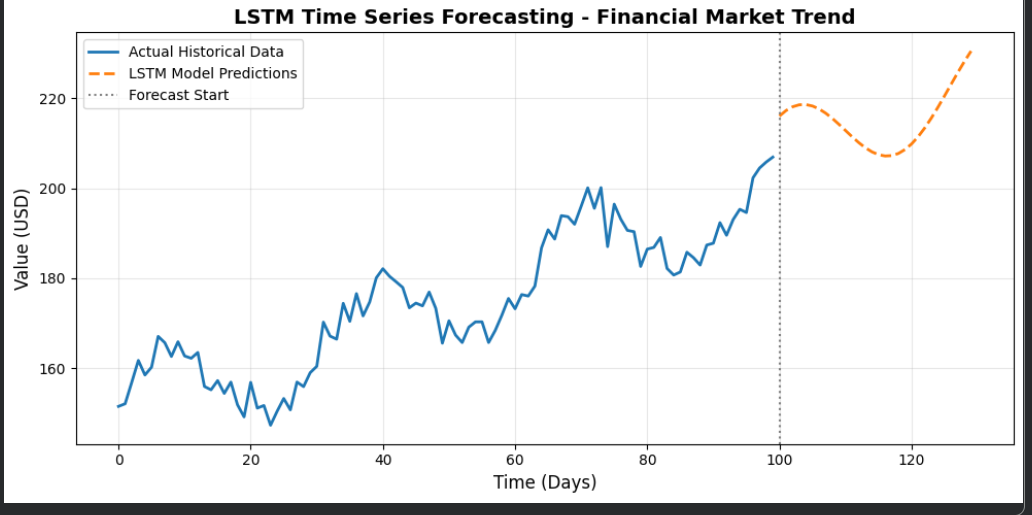 LSTM Time Series Forecasting - Financial Market Trend
Actual Historical Data
LSTM Model Predictions
Forecast Start
Value (USD)
220
200
180
160
0 20 40 60 80 100 120
Time (Days)